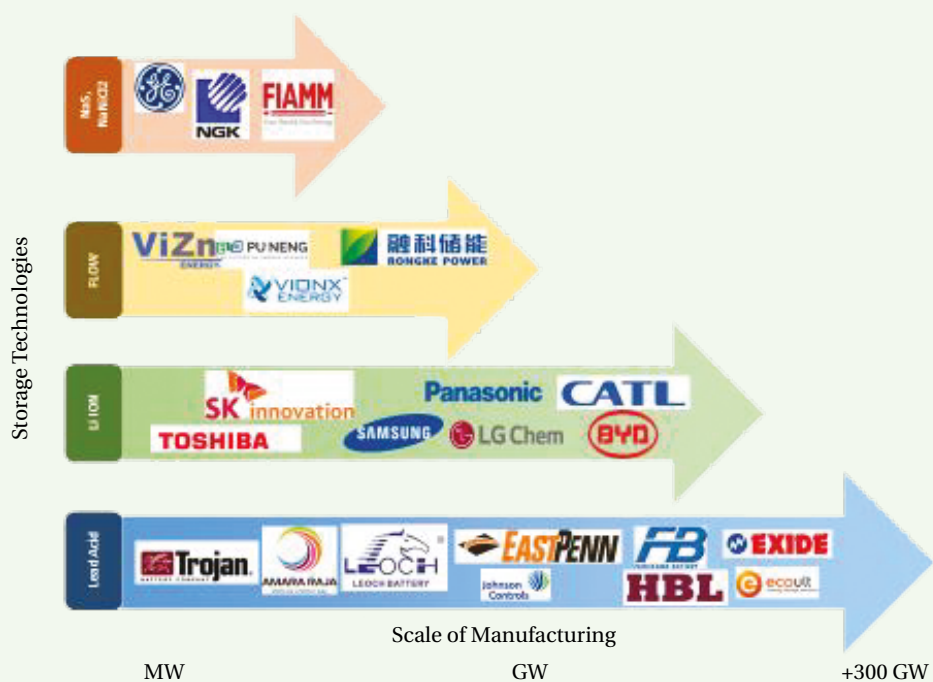 Storage Technologies
NaS,
NaNiCl2
NGK
FIAMM
FLOW
ViZn
ENERGY
PU NENG
融科储能
RONGKE POWER
VIONX
ENERGY
Li ION
SK innovation
Panasonic
CATL
TOSHIBA
SAMSUNG
LG Chem
BYD
Lead Acid
Trojan
BATTERY COMPANY
AMARA RAJA
LEOCH
LEOCH BATTERY
EASTPENN
Johnson
Controls
FB
HBL
EXIDE
ecoult
Scale of Manufacturing
MW
GW
+300 GW